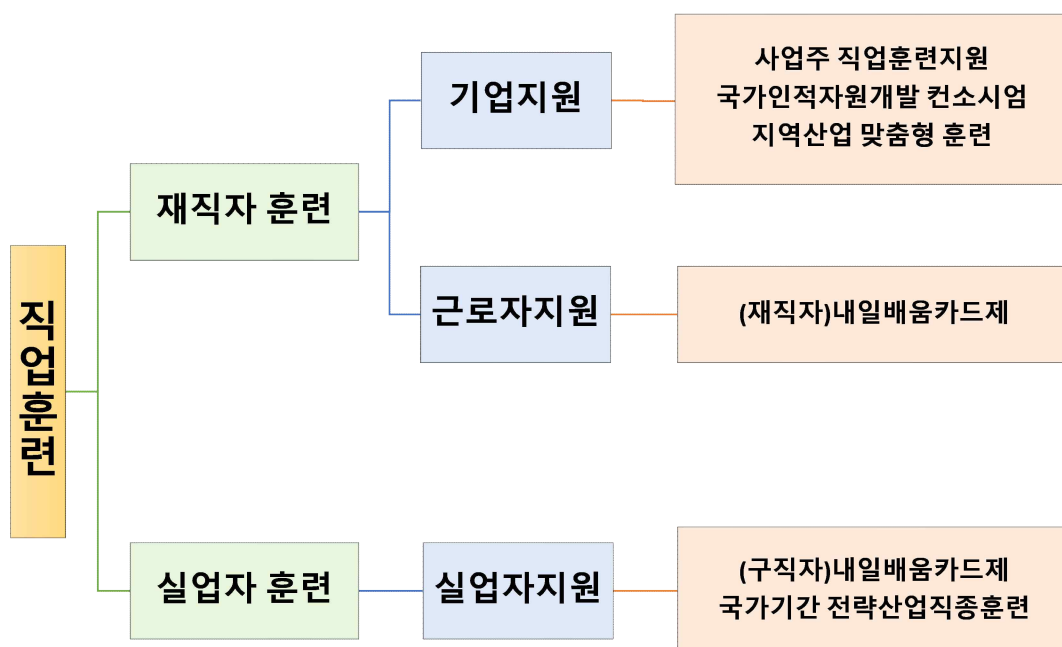 직업훈련
재직자 훈련
기업지원
사업주 직업훈련지원
국가인적자원개발 컨소시엄
지역산업 맞춤형 훈련
근로자지원
(재직자)내일배움카드제
실업자 훈련
실업자지원
(구직자)내일배움카드제
국가기간 전략산업직종훈련